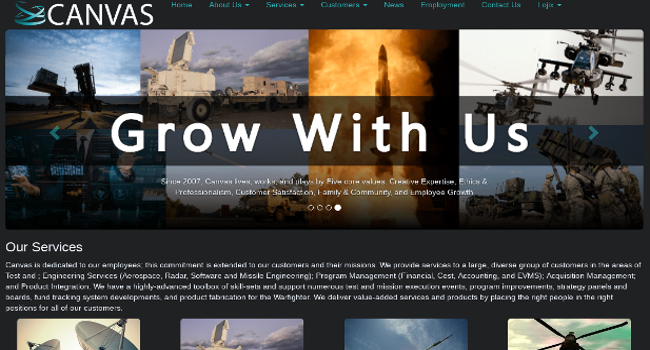 CANVAS
Home About Us Services Customers News Employment Contact Us Lojix
Grow With Us
Since 2007, Canvas lives, works, and plays by Five core values: Creative Expertise, Ethics &
Professionalism, Customer Satisfaction, Family & Community, and Employee Growth
Our Services
Canvas is dedicated to our employees; this commitment is extended to our customers and their missions. We provide services to a large, diverse group of customers in the areas of
Test and ; Engineering Services (Aerospace, Radar, Software and Missile Engineering); Program Management (Financial, Cost, Accounting, and EVMS); Acquisition Management;
and Product Integration. We have a highly-advanced toolbox of skill-sets and support numerous test and mission execution events, program improvements, strategy panels and
boards, fund tracking system developments, and product fabrication for the Warfighter. We deliver value-added services and products by placing the right people in the right
positions for all of our customers.